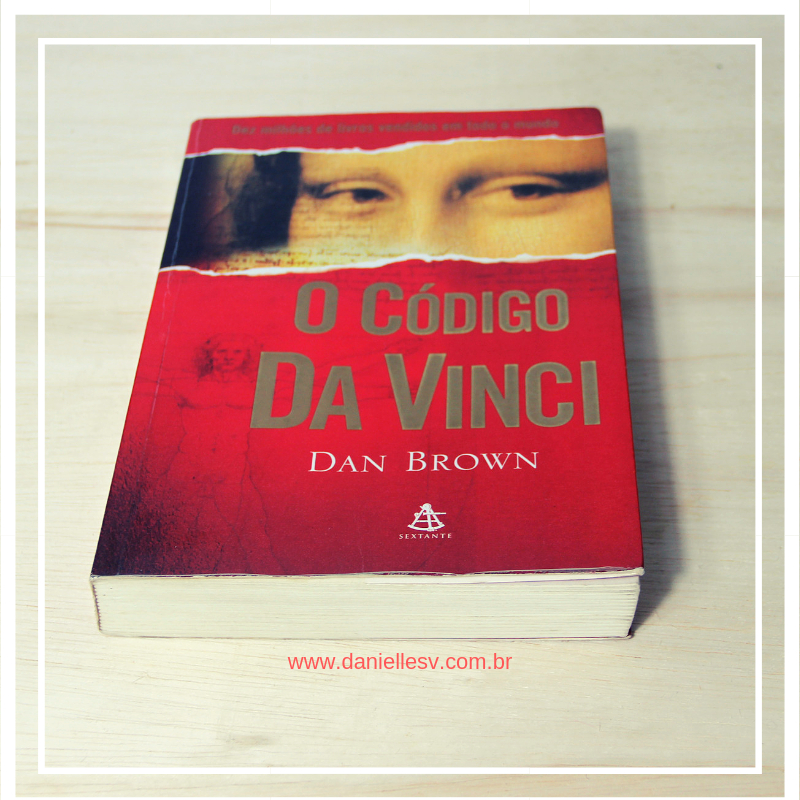 Dez milhões de livros vendidos em todo o mundo
O CÓDIGO
DA VINCI
DAN BROWN
SEXTANTE
www.daniellesv.com.br